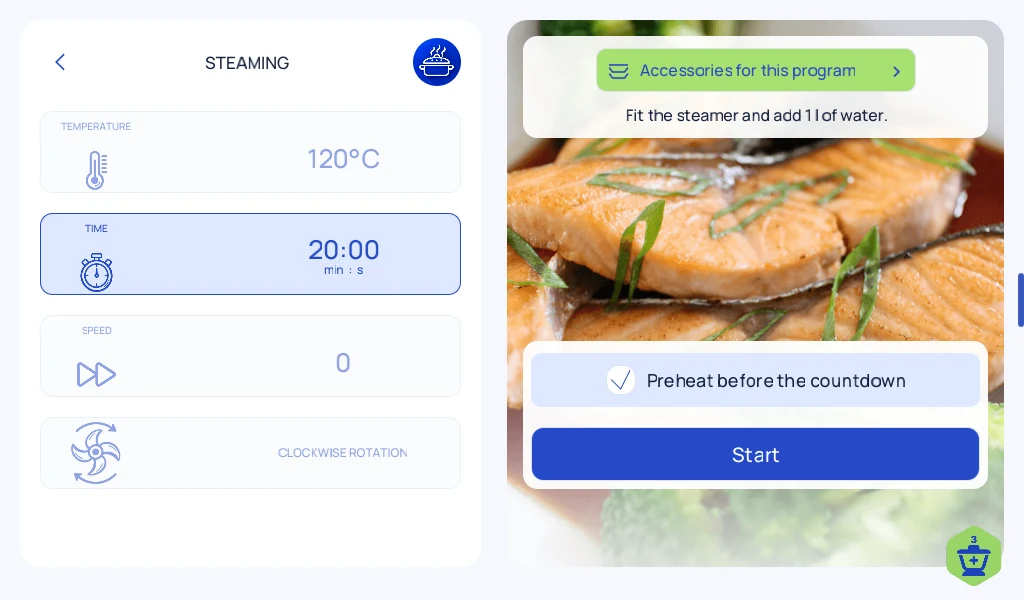 STEAMING
TEMPERATURE
120°C
TIME
20:00
min : s
SPEED
0
CLOCKWISE ROTATION
Accessories for this program
Fit the steamer and add 1 l of water.
Preheat before the countdown
Start
3